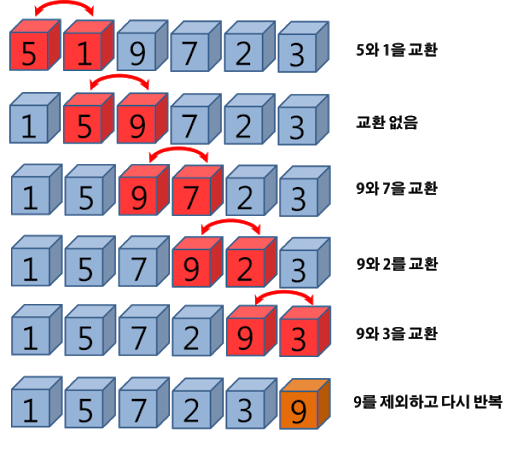 5 1 9 7 2 3 5와 1을 교환
1 5 9 7 2 3 교환 없음
1 5 9 7 2 3 9와 7을 교환
1 5 7 9 2 3 9와 2를 교환
1 5 7 2 9 3 9와 3을 교환
1 5 7 2 3 9 9를 제외하고 다시 반복